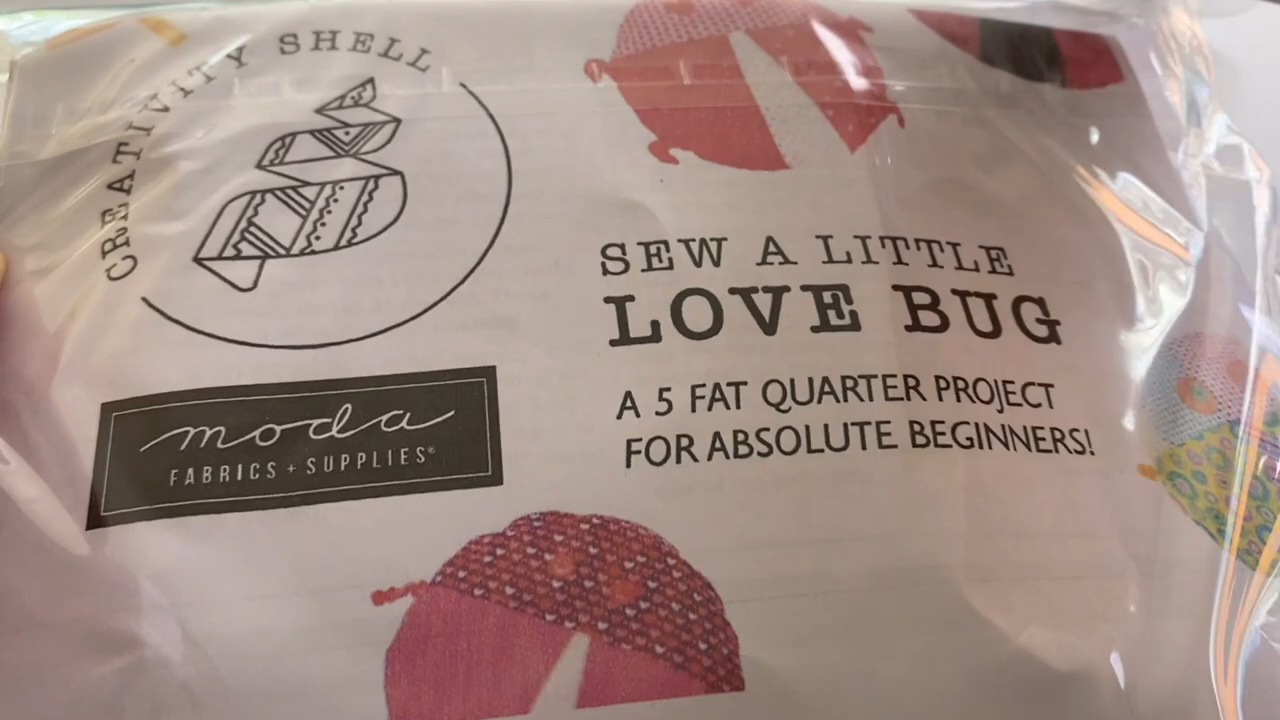 CREATIVITY SHELL
moda
FABRICS + SUPPLIES®
SEW A LITTLE
LOVE BUG
A 5 FAT QUARTER PROJECT
FOR ABSOLUTE BEGINNERS!